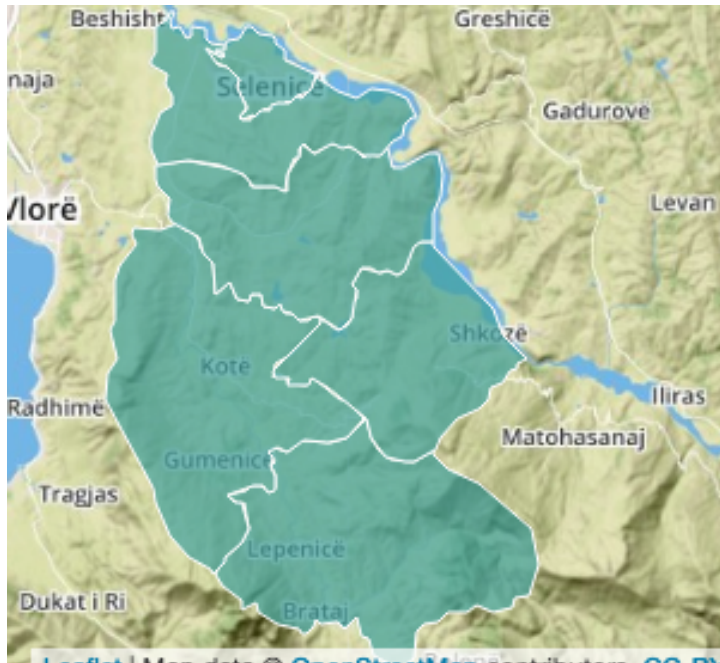 Beshisht
Greshicë
naja
Selenicë
Gadurovë
Vlorë
Levan
Shkozë
Kotë
Iliras
Radhimë
Matohasanaj
Gumenicë
Tragjas
Lepenicë
Dukat i Ri
Brataj
Leaflet | Map data © OpenStreetMap contributors, CC-BY